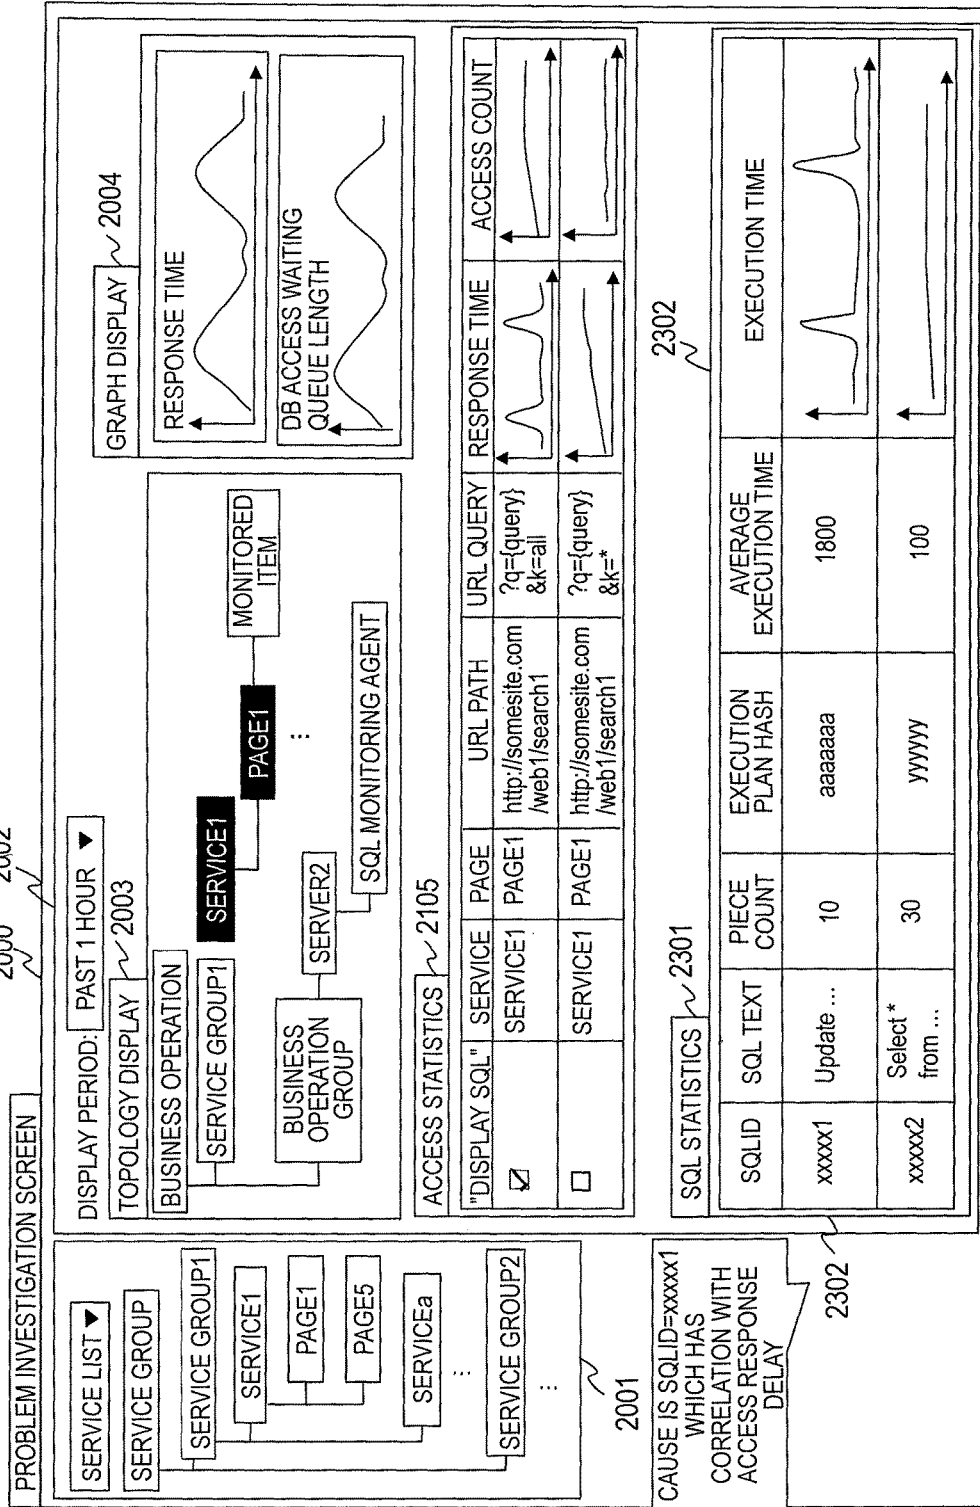 PROBLEM INVESTIGATION SCREEN
2000
2002
SERVICE LIST ▼
SERVICE GROUP
SERVICE GROUP1
SERVICE1
PAGE1
PAGE5
SERVICEa
⋮
SERVICE GROUP2
⋮
2001
CAUSE IS SQLID=xxxxx1
WHICH HAS
CORRELATION WITH
ACCESS RESPONSE
DELAY
DISPLAY PERIOD: PAST 1 HOUR ▼
TOPOLOGY DISPLAY 2003
BUSINESS OPERATION
SERVICE GROUP1
SERVICE1
PAGE1
MONITORED
ITEM
⋮
BUSINESS
OPERATION
GROUP
SERVER2
SQL MONITORING AGENT
GRAPH DISPLAY 2004
RESPONSE TIME
DB ACCESS WAITING
QUEUE LENGTH
ACCESS STATISTICS 2105
"DISPLAY SQL" SERVICE PAGE URL PATH URL QUERY RESPONSE TIME ACCESS COUNT
SERVICE1 PAGE1 http://somesite.com ?q={query}
/web1/search1 &k=all
SERVICE1 PAGE1 http://somesite.com ?q={query}
/web1/search1 &k=*
SQL STATISTICS 2301
2302
SQLID SQL TEXT PIECE COUNT EXECUTION PLAN HASH AVERAGE EXECUTION TIME EXECUTION TIME
xxxxx1 Update ... 10 aaaaaaa 1800
xxxxx2 Select * from ... 30 yyyyyy 100
2302